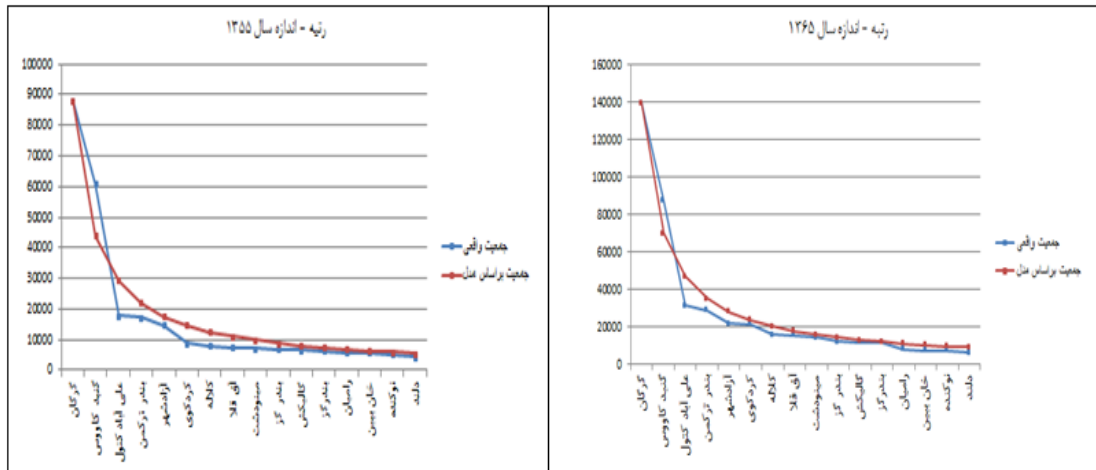 رتبه - اندازه سال ۱۳۵۵
100000
90000
80000
70000
60000
50000
40000
30000
20000
10000
0
گرگان
گنبد کاووس
علی آباد کتول
بندر ترکمن
آزادشهر
کردکوی
کلاله
آق قلا
مینودشت
بندر گز
گالیکش
بندرگز
رامیان
خان ببین
نوکنده
دلند
جمعیت واقعی
جمعیت براساس مدل
رتبه - اندازه سال ۱۳۶۵
160000
140000
120000
100000
80000
60000
40000
20000
0
گرگان
گنبد کاووس
علی آباد کتول
بندر ترکمن
آزادشهر
کردکوی
کلاله
آق قلا
مینودشت
بندر گز
گالیکش
بندرگز
رامیان
خان ببین
نوکنده
دلند
جمعیت واقعی
جمعیت براساس مدل